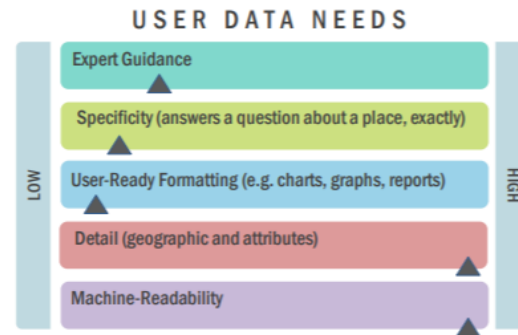 USER DATA NEEDS
LOW
Expert Guidance
Specificity (answers a question about a place, exactly)
User-Ready Formatting (e.g. charts, graphs, reports)
Detail (geographic and attributes)
Machine-Readability
HIGH